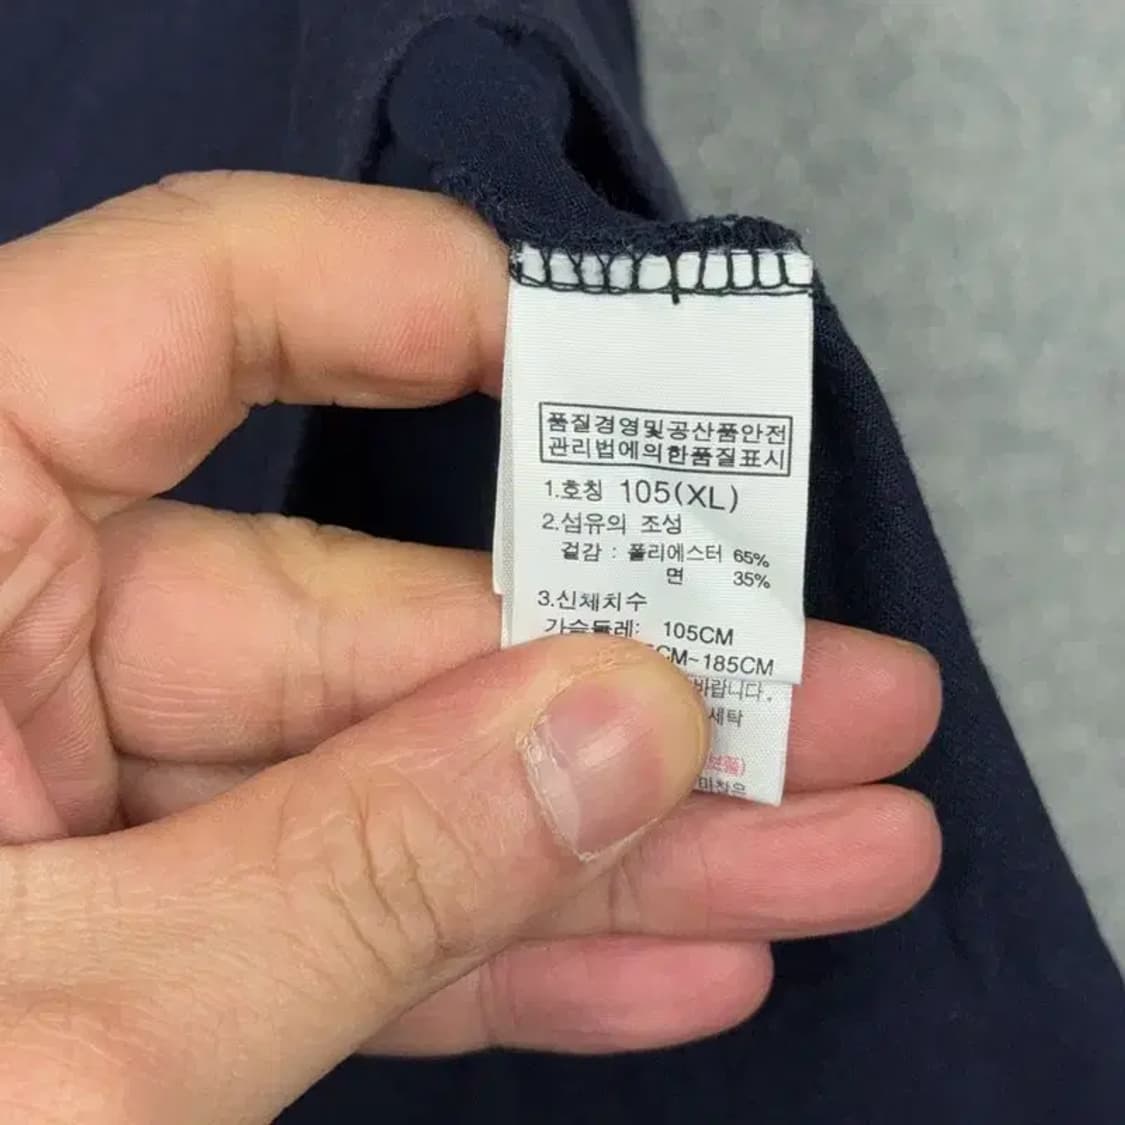 품질경영및공산품안전
관리법에의한품질표시
1.호칭 105(XL)
2.섬유의 조성
겉감 : 폴리에스터 65%
면 35%
3.신체치수
가슴둘레: 105CM
CM~185CM
바랍니다.
세탁